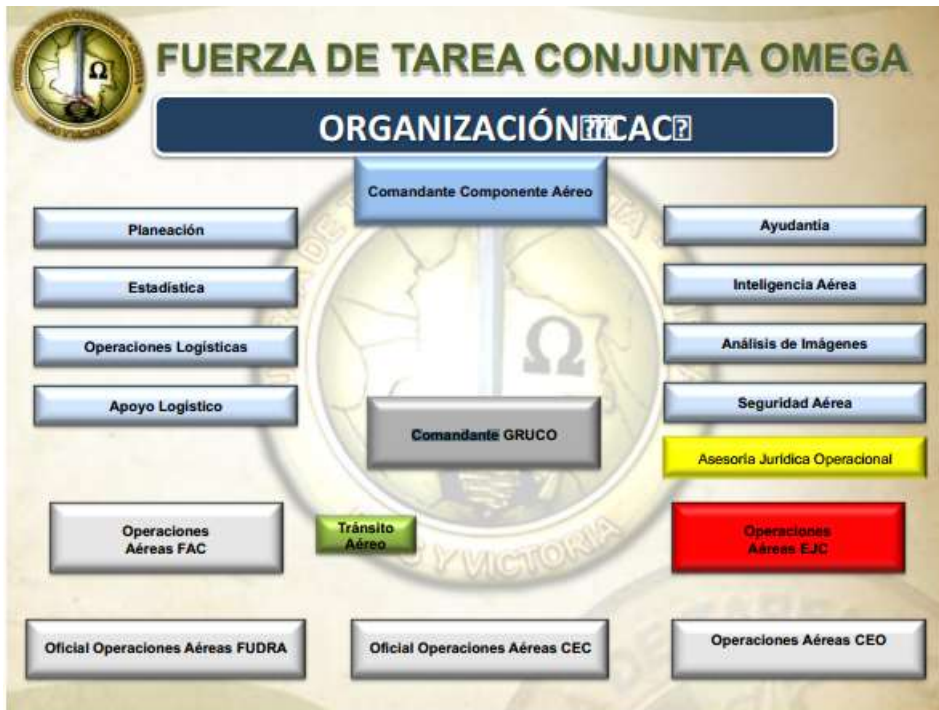 FUERZA DE TAREA CONJUNTA OMEGA
ORGANIZACIÓN CAC
Comandante Componente Aéreo
Planeación
Ayudantia
Estadística
Inteligencia Aérea
Operaciones Logísticas
Análisis de Imágenes
Apoyo Logístico
Seguridad Aérea
Comandante GRUCO
Asesoría Jurídica Operacional
Operaciones
Aéreas FAC
Tránsito
Aéreo
Operaciones
Aéreas EJC
Oficial Operaciones Aéreas FUDRA
Oficial Operaciones Aéreas CEC
Operaciones Aéreas CEO
Ω
Y VICTORIA